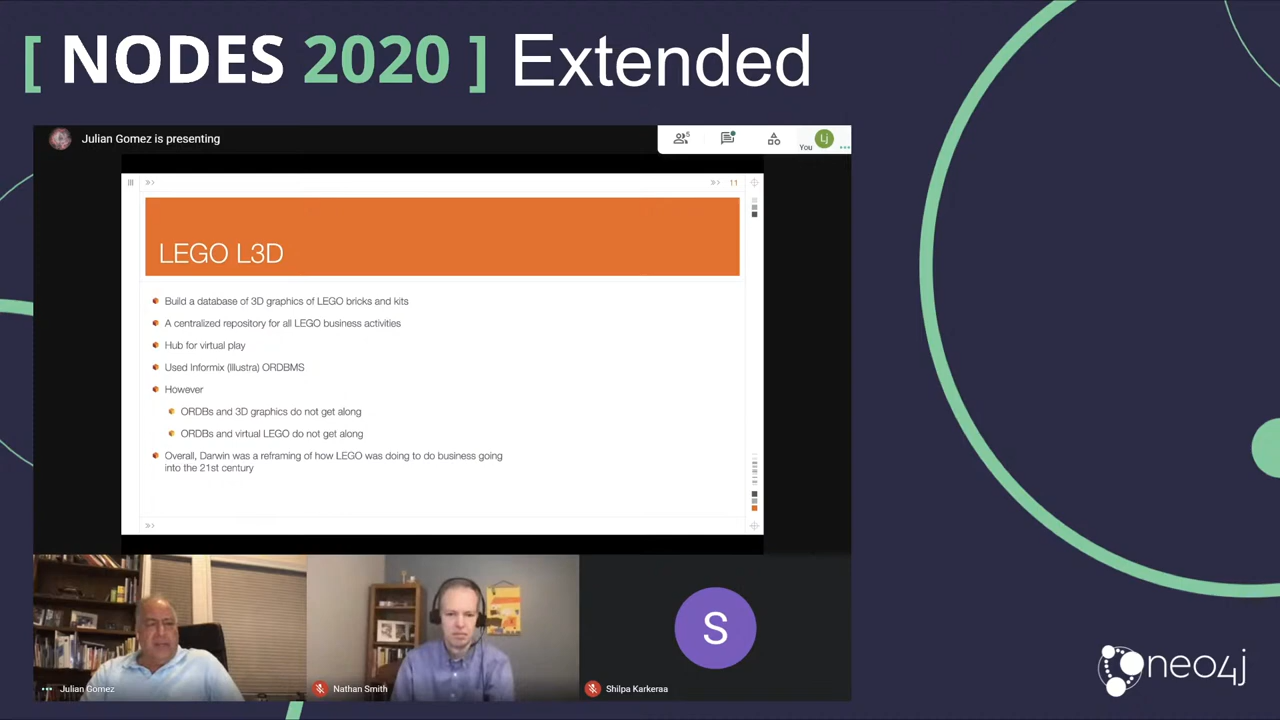 [ NODES 2020 ] Extended
Julian Gomez is presenting
5
You
Lj
11
LEGO L3D
Build a database of 3D graphics of LEGO bricks and kits
A centralized repository for all LEGO business activities
Hub for virtual play
Used Informix (Illustra) ORDBMS
However
ORDBs and 3D graphics do not get along
ORDBs and virtual LEGO do not get along
Overall, Darwin was a reframing of how LEGO was doing to do business going
into the 21st century
S
Julian Gomez
Nathan Smith
Shilpa Karkeraa
neo4j